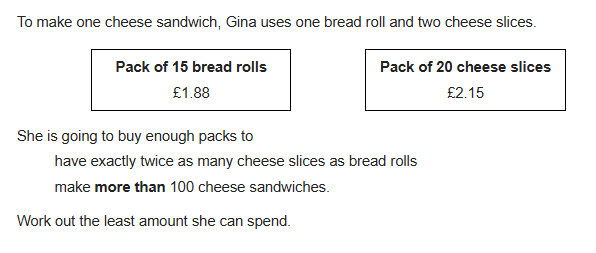 To make one cheese sandwich, Gina uses one bread roll and two cheese slices.
Pack of 15 bread rolls
£1.88
Pack of 20 cheese slices
£2.15
She is going to buy enough packs to
have exactly twice as many cheese slices as bread rolls
make more than 100 cheese sandwiches.
Work out the least amount she can spend.